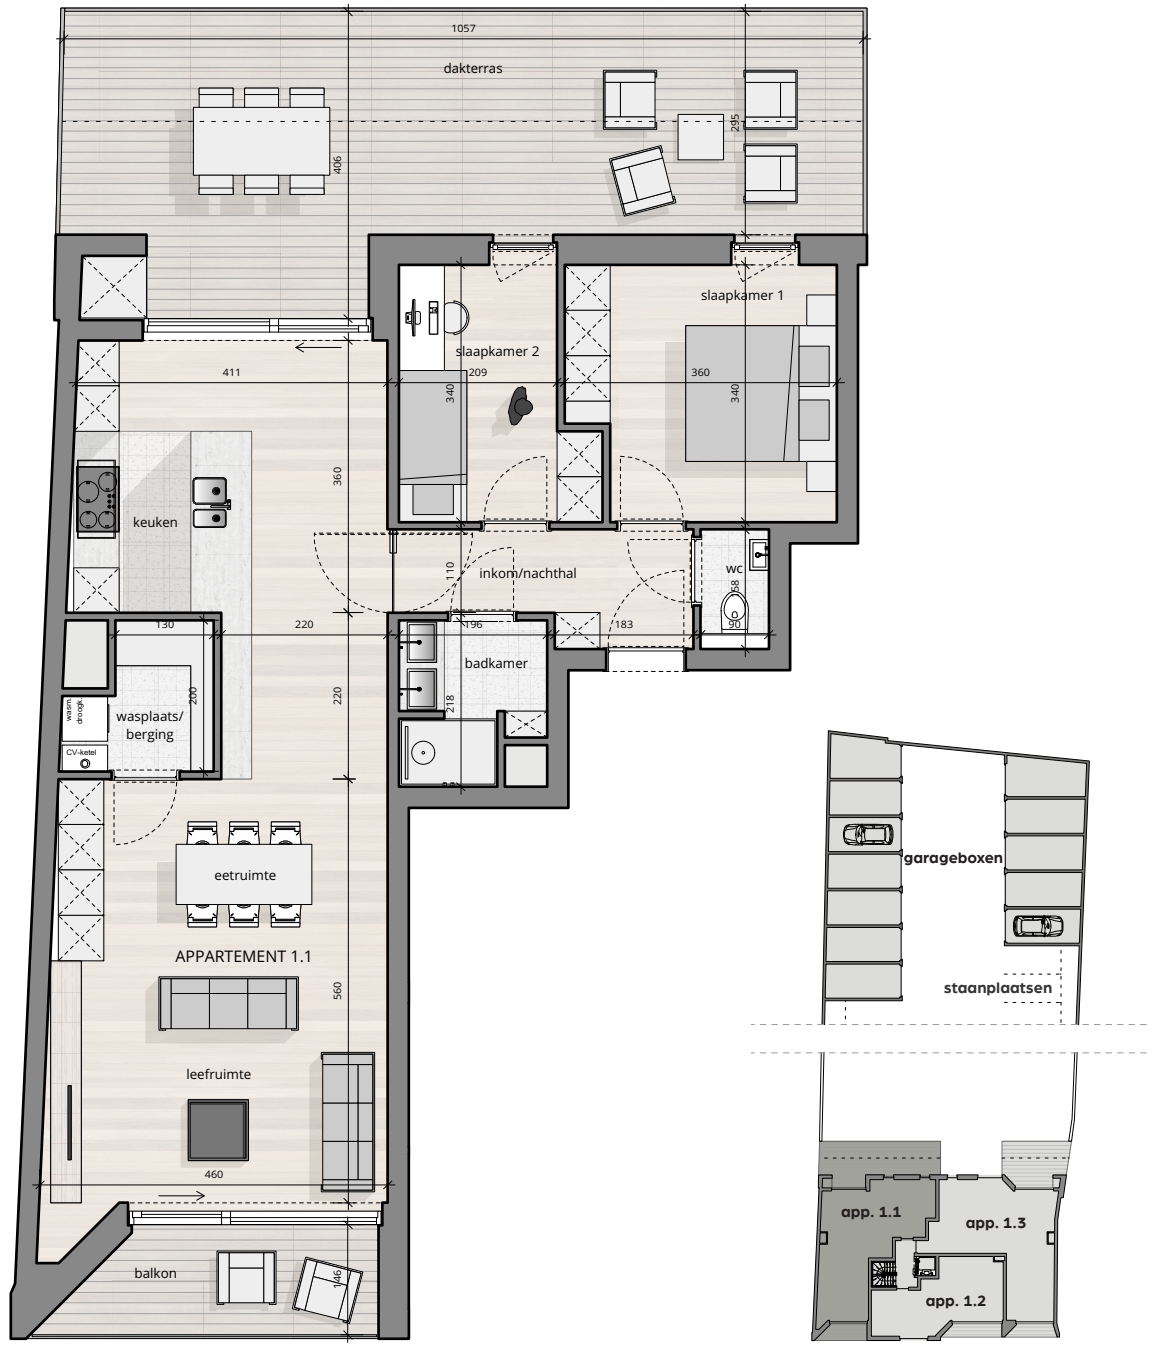 1057
dakterras
295
406
slaapkamer 1
slaapkamer 2
411
209
360
340
340
360
keuken
inkom/nachthal
110
wc
58
130
220
196
183
90
badkamer
200
220
218
wasm.
droogk.
wasplaats/
berging
CV-ketel
eetruimte
APPARTEMENT 1.1
560
leefruimte
460
balkon
146
garageboxen
staanplaatsen
app. 1.1
app. 1.3
app. 1.2